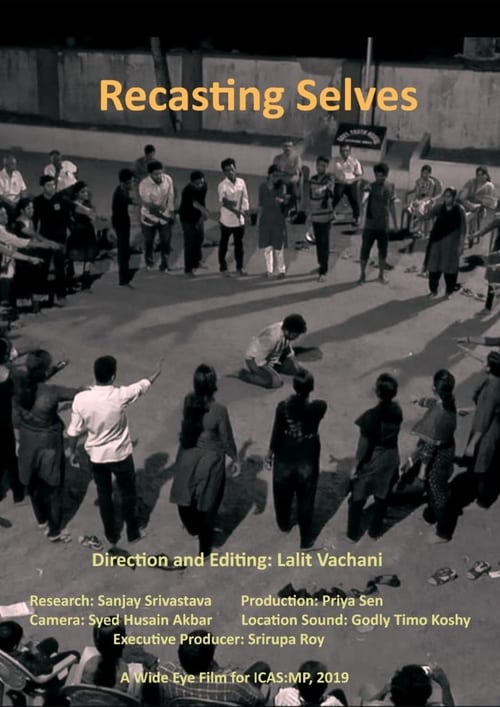 Recasting Selves
Direction and Editing: Lalit Vachani
Research: Sanjay Srivastava Production: Priya Sen
Camera: Syed Husain Akbar Location Sound: Godly Timo Koshy
Executive Producer: Srirupa Roy
A Wide Eye Film for ICAS:MP, 2019